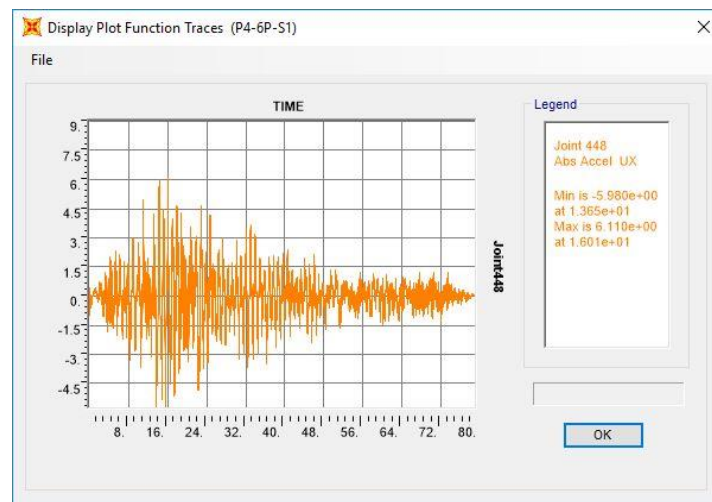 Display Plot Function Traces (P4-6P-S1)
File
TIME
Legend
9.
7.5
6.
4.5
3.
1.5
0.
-1.5
-3.
-4.5
Joint448
Joint 448
Abs Accel UX
Min is -5.980e+00
at 1.365e+01
Max is 6.110e+00
at 1.601e+01
8. 16. 24. 32. 40. 48. 56. 64. 72. 80.
OK